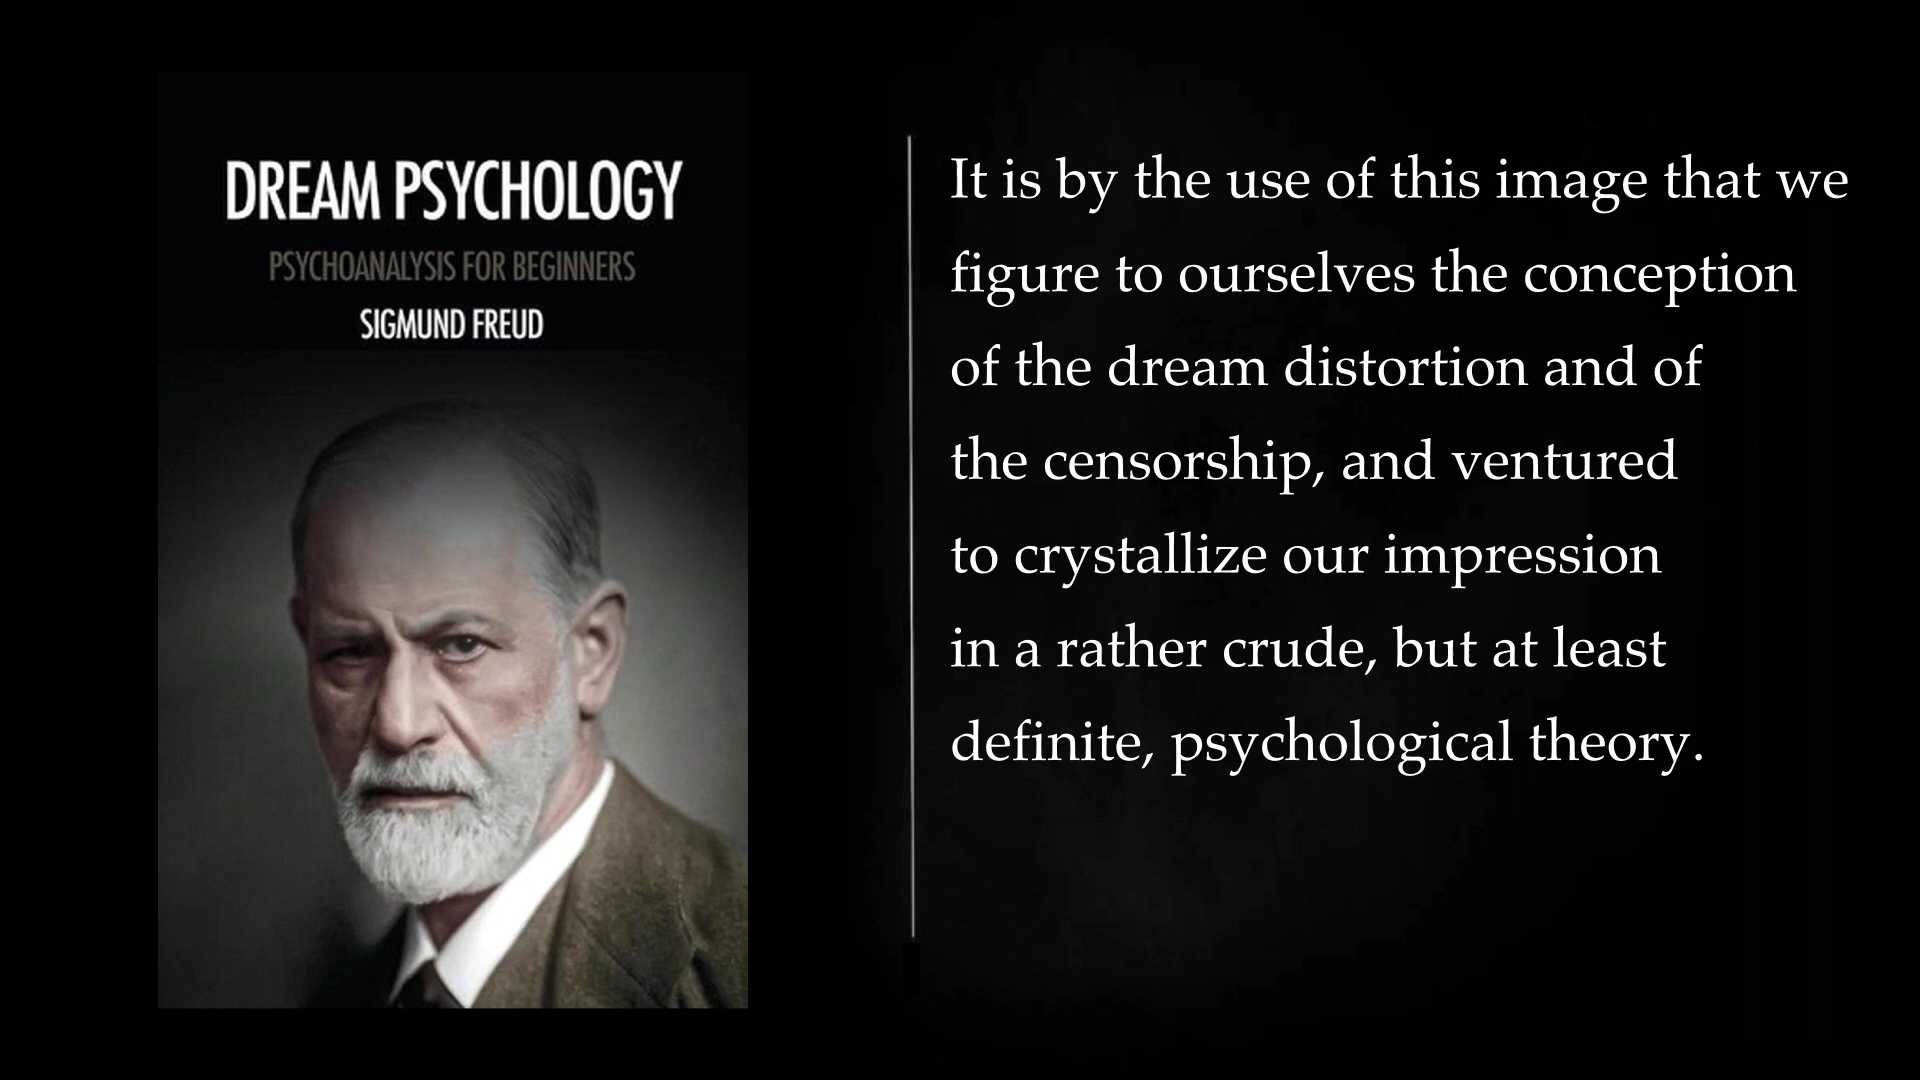 DREAM PSYCHOLOGY
PSYCHOANALYSIS FOR BEGINNERS
SIGMUND FREUD
It is by the use of this image that we
figure to ourselves the conception
of the dream distortion and of
the censorship, and ventured
to crystallize our impression
in a rather crude, but at least
definite, psychological theory.